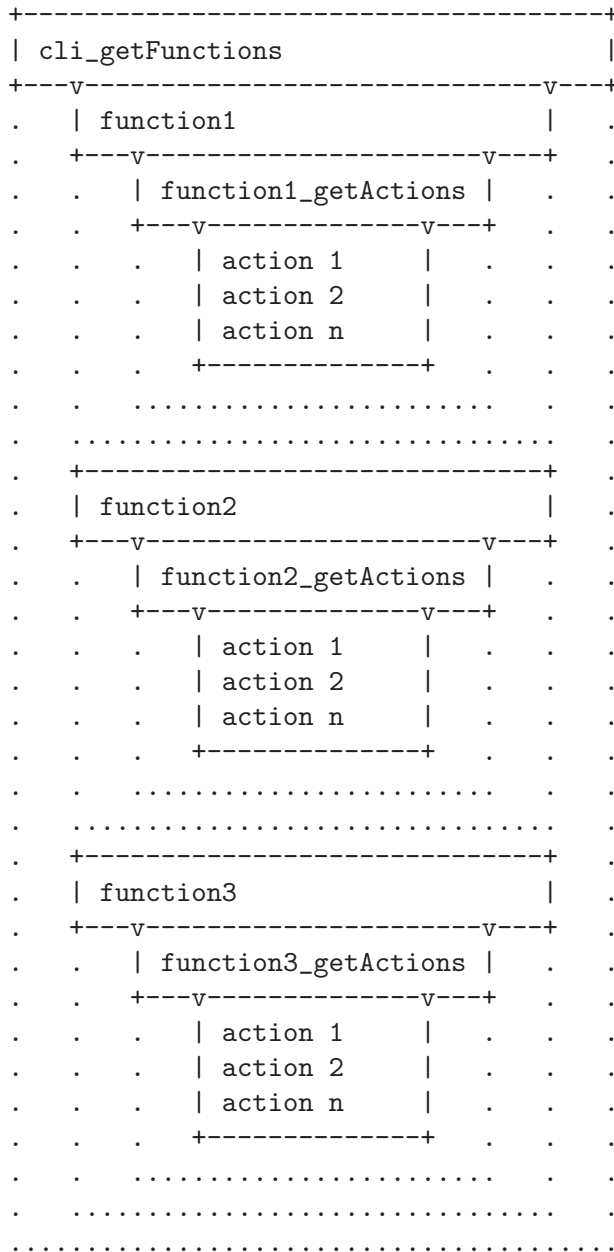 +---------------------------------------+
| cli_getFunctions                      |
+---v------------------------------v---+
.   | function1                     |   .
.   +---v----------------------v---+   .
.   .   | function1_getActions |   .   .
.   .   +---v--------------v---+   .   .
.   .   .   | action 1     |   .   .   .
.   .   .   | action 2     |   .   .   .
.   .   .   | action n     |   .   .   .
.   .   .   +--------------+   .   .   .
.   .   ........................   .   .
.   ................................   .
.   +------------------------------+   .
.   | function2                    |   .
.   +---v----------------------v---+   .
.   .   | function2_getActions |   .   .
.   .   +---v--------------v---+   .   .
.   .   .   | action 1     |   .   .   .
.   .   .   | action 2     |   .   .   .
.   .   .   | action n     |   .   .   .
.   .   .   +--------------+   .   .   .
.   .   ........................   .   .
.   ................................   .
.   +------------------------------+   .
.   | function3                    |   .
.   +---v----------------------v---+   .
.   .   | function3_getActions |   .   .
.   .   +---v--------------v---+   .   .
.   .   .   | action 1     |   .   .   .
.   .   .   | action 2     |   .   .   .
.   .   .   | action n     |   .   .   .
.   .   .   +--------------+   .   .   .
.   .   ........................   .   .
.   ................................   .
........................................